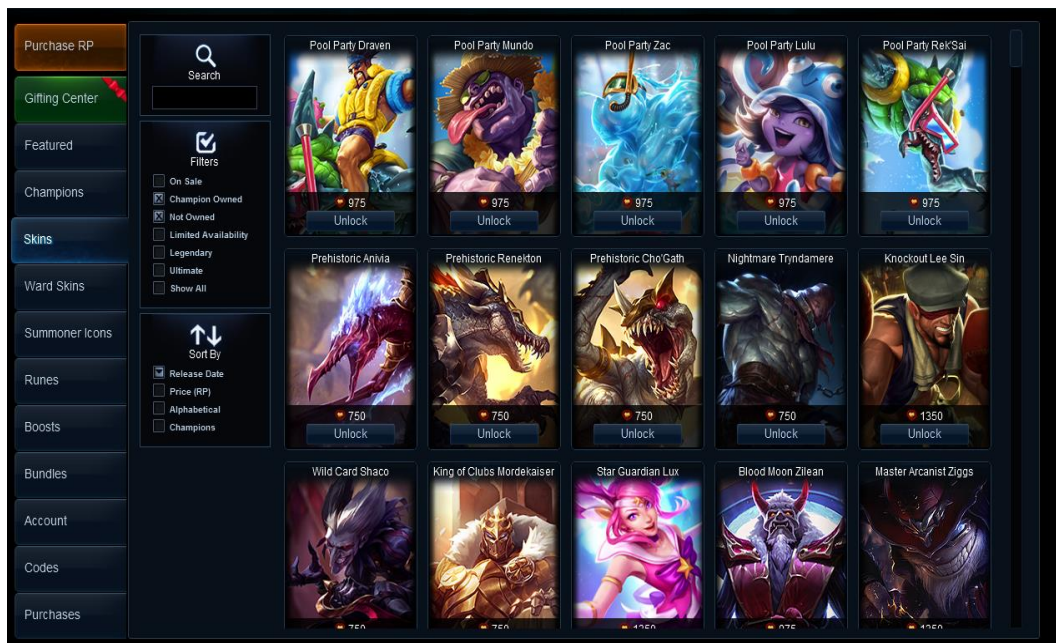 Purchase RP
Gifting Center
Featured
Champions
Skins
Ward Skins
Summoner Icons
Runes
Boosts
Bundles
Account
Codes
Purchases
Search
Filters
On Sale
Champion Owned
Not Owned
Limited Availability
Legendary
Ultimate
Show All
Sort By
Release Date
Price (RP)
Alphabetical
Champions
Pool Party Draven
975
Unlock
Pool Party Mundo
975
Unlock
Pool Party Zac
975
Unlock
Pool Party Lulu
975
Unlock
Pool Party Rek'Sai
975
Unlock
Prehistoric Anivia
750
Unlock
Prehistoric Renekton
750
Unlock
Prehistoric Cho'Gath
750
Unlock
Nightmare Tryndamere
750
Unlock
Knockout Lee Sin
1350
Unlock
Wild Card Shaco
750
King of Clubs Mordekaiser
750
Star Guardian Lux
1350
Blood Moon Zilean
975
Master Arcanist Ziggs
1350